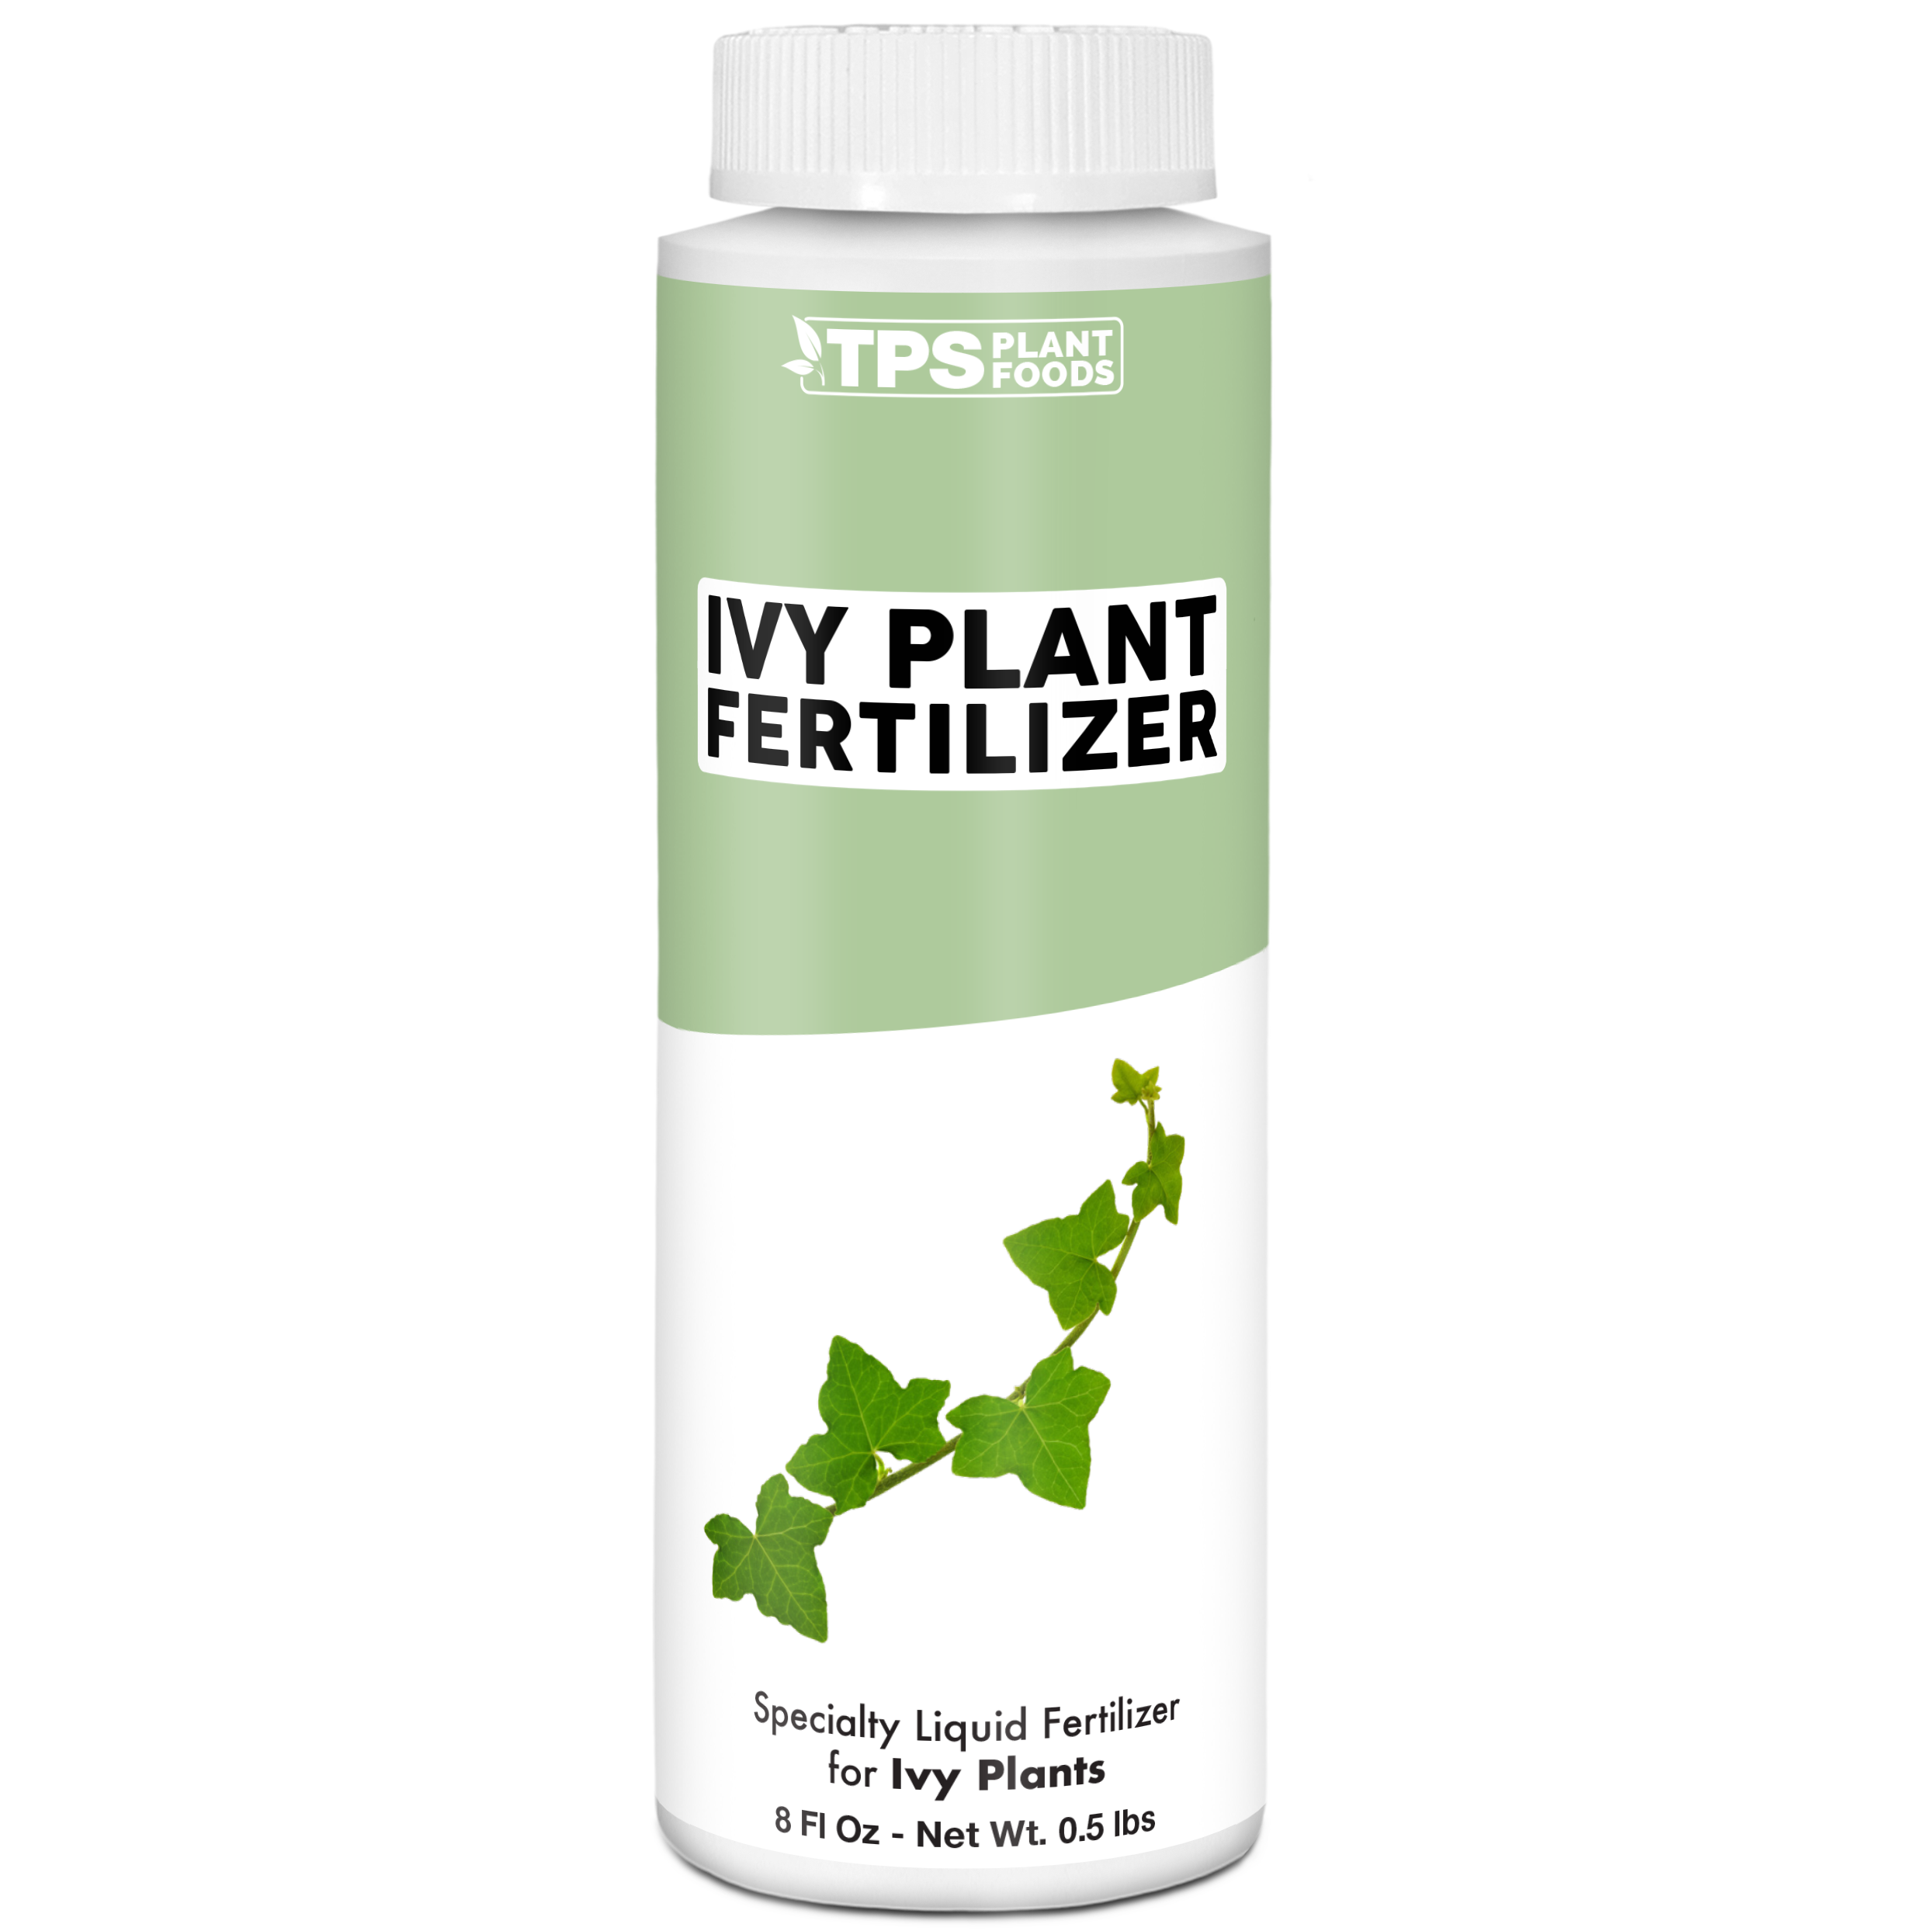 TPS PLANT FOODS
IVY PLANT
FERTILIZER
Specialty Liquid Fertilizer
for Ivy Plants
8 Fl Oz - Net Wt. 0.5 lbs